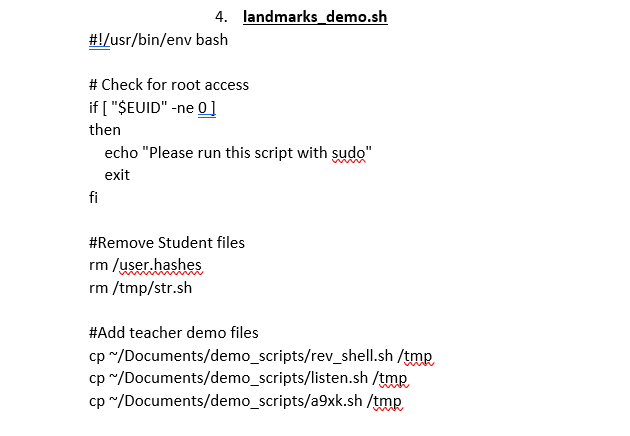 4. landmarks_demo.sh
#!/usr/bin/env bash
# Check for root access
if [ "$EUID" -ne 0 ]
then
echo "Please run this script with sudo"
exit
fi
#Remove Student files
rm /user.hashes
rm /tmp/str.sh
#Add teacher demo files
cp ~/Documents/demo_scripts/rev_shell.sh /tmp
cp ~/Documents/demo_scripts/listen.sh /tmp
cp ~/Documents/demo_scripts/a9xk.sh /tmp